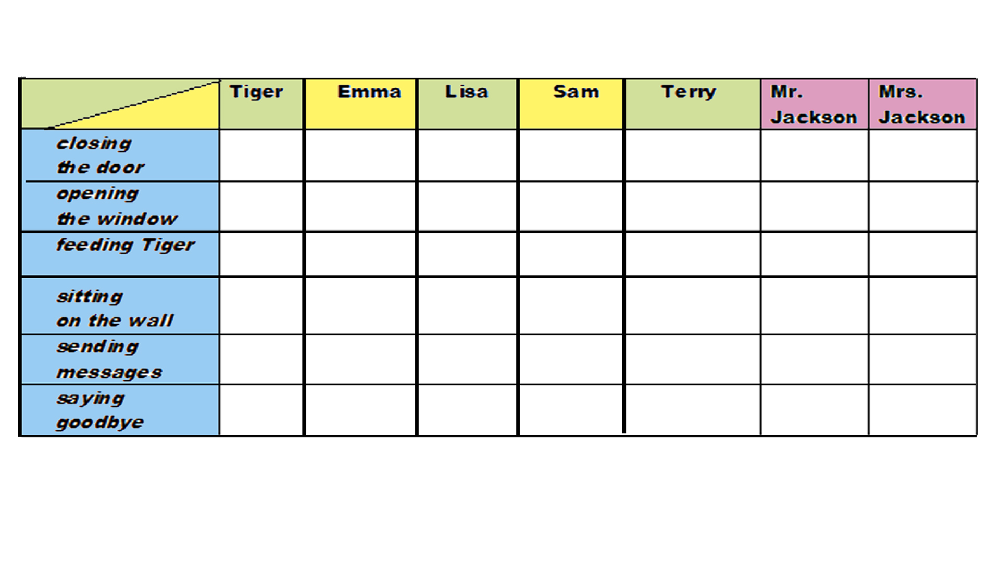 Tiger Emma Lisa Sam Terry Mr. Mrs.
Jackson Jackson
closing
the door
opening
the window
feeding Tiger
sitting
on the wall
sending
messages
saying
goodbye